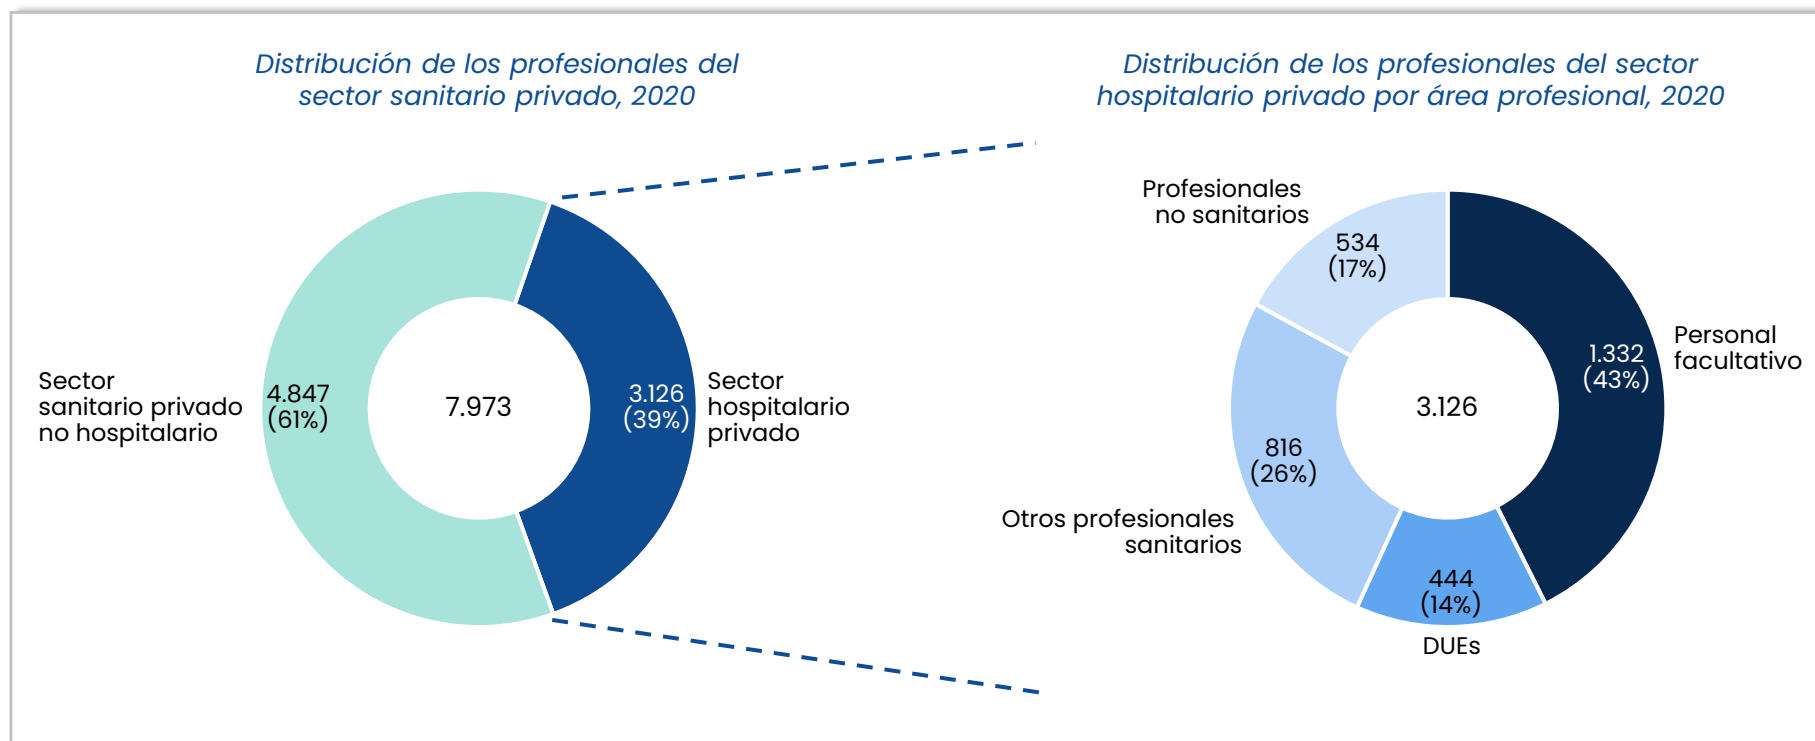 Distribución de los profesionales del
sector sanitario privado, 2020
Sector
sanitario privado
no hospitalario
4.847
(61%)
7.973
3.126
(39%)
Sector
hospitalario
privado
Distribución de los profesionales del sector
hospitalario privado por área profesional, 2020
Profesionales
no sanitarios
534
(17%)
Personal
facultativo
1.332
(43%)
3.126
816
(26%)
Otros profesionales
sanitarios
444
(14%)
DUEs